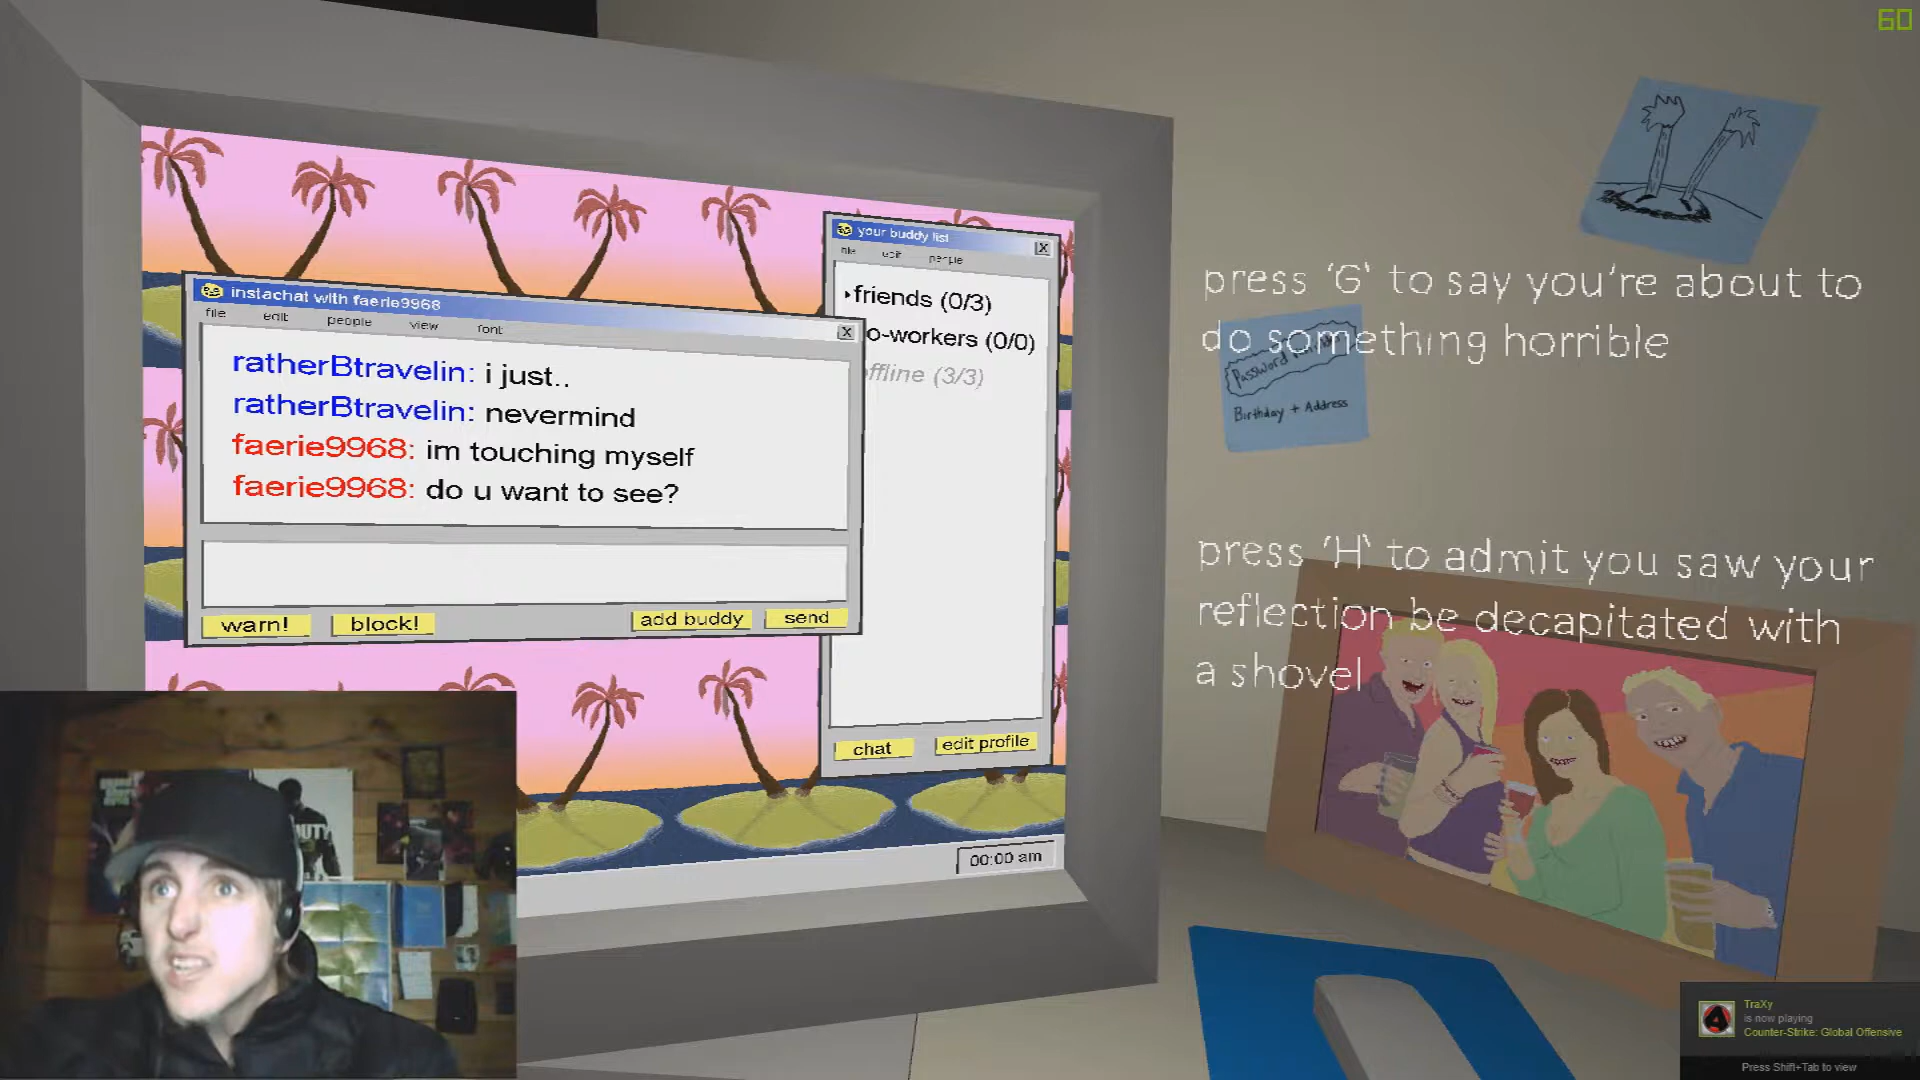 60
your buddy list
file edit people
friends (0/3)
o-workers (0/0)
ffline (3/3)
instachat with faerie9968
file edit people view font
ratherBtravelin: i just..
ratherBtravelin: nevermind
faerie9968: im touching myself
faerie9968: do u want to see?
warn! block! add buddy send
chat edit profile
00:00 am
press 'G' to say you're about to
do something horrible
Password
Birthday + Address
press 'H' to admit you saw your
reflection be decapitated with
a shovel
DUTY
TraXy
is now playing
Counter-Strike: Global Offensive
Press Shift+Tab to view